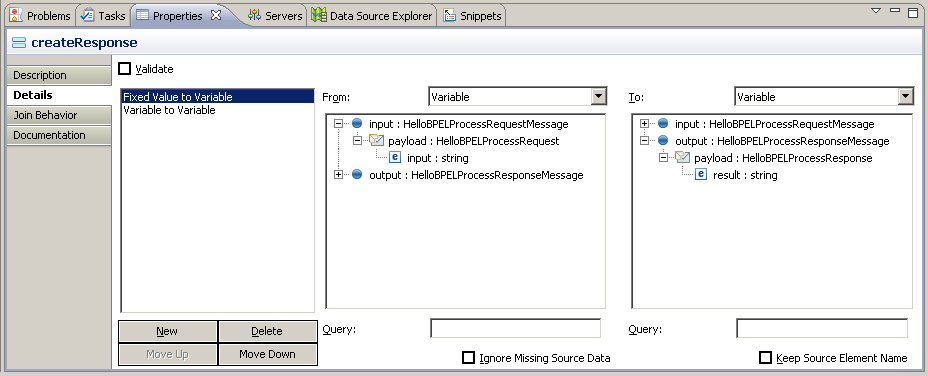 Problems Tasks Properties Servers Data Source Explorer Snippets
createResponse
Description
Details
Join Behavior
Documentation
Validate
Fixed Value to Variable
Variable to Variable
New Delete
Move Up Move Down
From: Variable
input : HelloBPELProcessRequestMessage
payload : HelloBPELProcessRequest
e input : string
output : HelloBPELProcessResponseMessage
Query:
Ignore Missing Source Data
To: Variable
input : HelloBPELProcessRequestMessage
output : HelloBPELProcessResponseMessage
payload : HelloBPELProcessResponse
e result : string
Query:
Keep Source Element Name